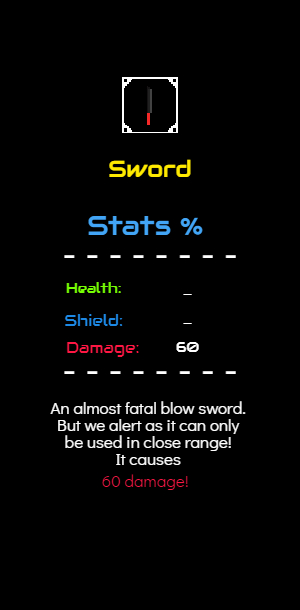 Sword
Stats %
- - - - - - - -
Health: _
Shield: _
Damage: 60
- - - - - - - -
An almost fatal blow sword.
But we alert as it can only
be used in close range!
It causes
60 damage!